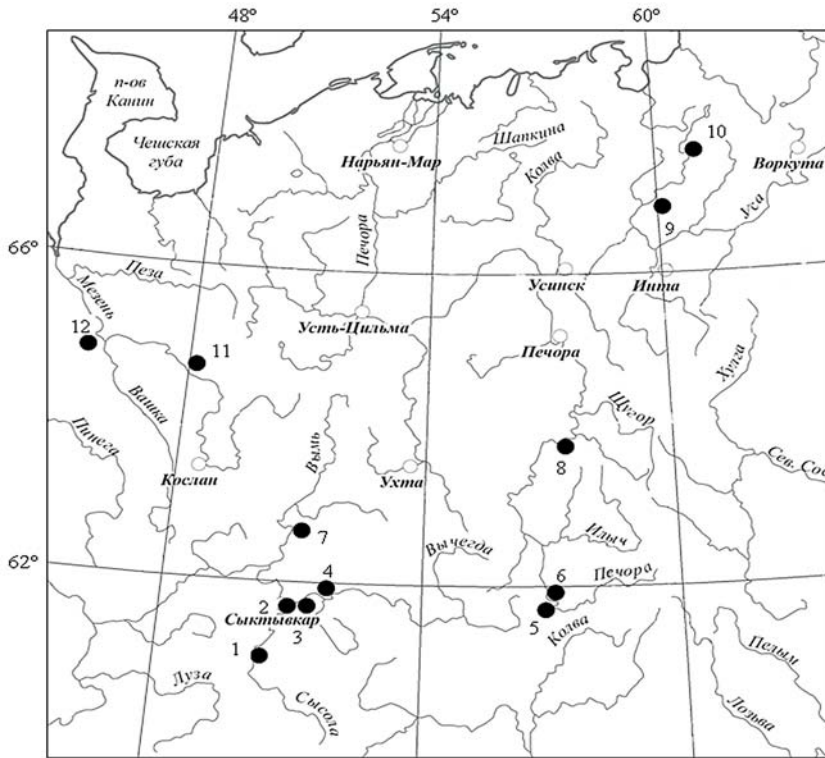 48°
54°
60°
п-ов
Канин
Чешская
губа
Нарьян-Мар
Шапкина
Колва
10
Воркута
Печора
9
Уса
66°
Пеза
Мезень
Усинск
Инта
12
Усть-Цильма
11
Печора
Хулга
Вашка
Щугор
Пинега
Вымь
8
Кослан
Ухта
Сев. Сос
7
Вычегда
Илыч
62°
4
6
Печора
2
Сыктывкар
3
5
Колва
1
Луза
Сысола
Пелым
Лозьва